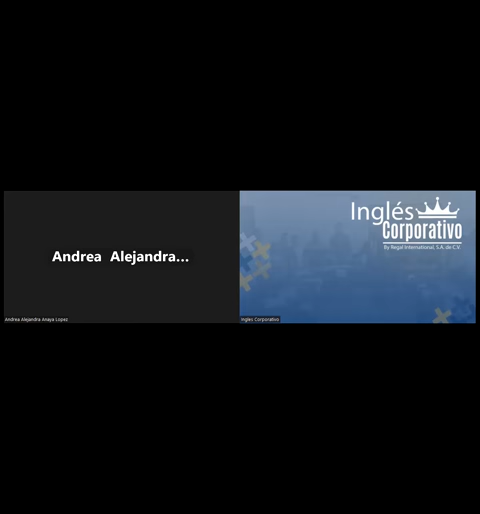 Andrea Alejandra...
Andrea Alejandra Anaya Lopez
Inglés
Corporativo
By Regal International, S.A. de C.V.
Ingles Corporativo